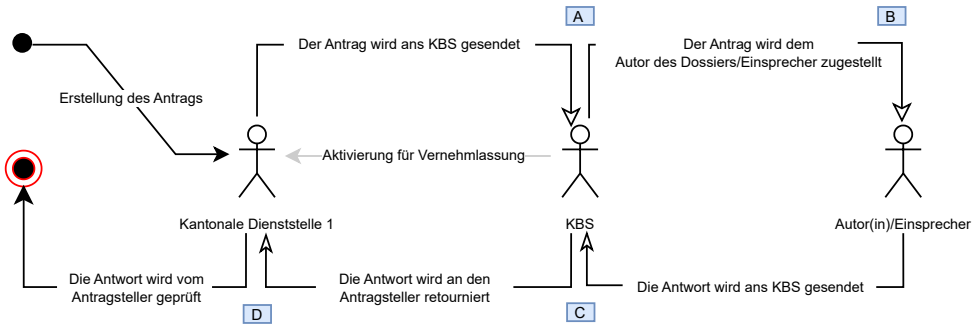 A
B
Der Antrag wird ans KBS gesendet
Der Antrag wird dem
Autor des Dossiers/Einsprecher zugestellt
Erstellung des Antrags
Aktivierung für Vernehmlassung
Kantonale Dienststelle 1
KBS
Autor(in)/Einsprecher
Die Antwort wird vom
Antragsteller geprüft
Die Antwort wird an den
Antragsteller retourniert
Die Antwort wird ans KBS gesendet
D
C